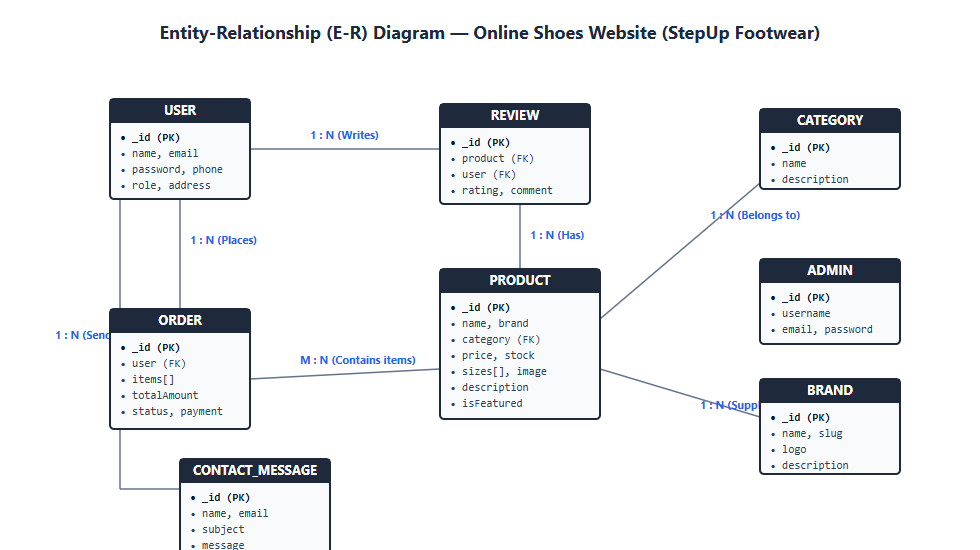 Entity-Relationship (E-R) Diagram — Online Shoes Website (StepUp Footwear)
USER
• _id (PK)
• name, email
• password, phone
• role, address
1 : N (Writes)
REVIEW
• _id (PK)
• product (FK)
• user (FK)
• rating, comment
CATEGORY
• _id (PK)
• name
• description
1 : N (Belongs to)
1 : N (Places)
1 : N (Has)
ADMIN
• _id (PK)
• username
• email, password
PRODUCT
• _id (PK)
• name, brand
• category (FK)
• price, stock
• sizes[], image
• description
• isFeatured
1 : N (Send
ORDER
• _id (PK)
• user (FK)
• items[]
• totalAmount
• status, payment
M : N (Contains items)
1 : N (Suppl
BRAND
• _id (PK)
• name, slug
• logo
• description
CONTACT_MESSAGE
• _id (PK)
• name, email
• subject
• message